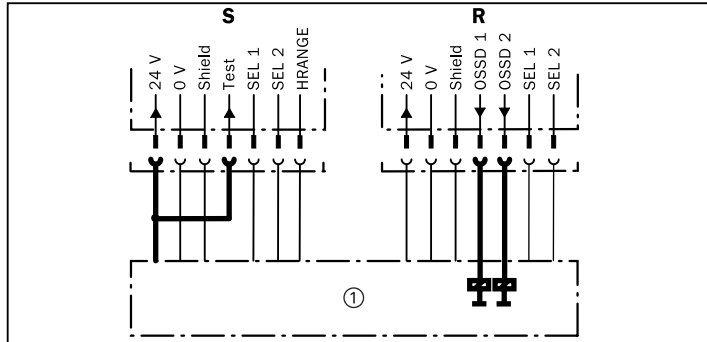 S
R
24 V
0 V
Shield
Test
SEL 1
SEL 2
HRANGE
24 V
0 V
Shield
OSSD 1
OSSD 2
SEL 1
SEL 2
①